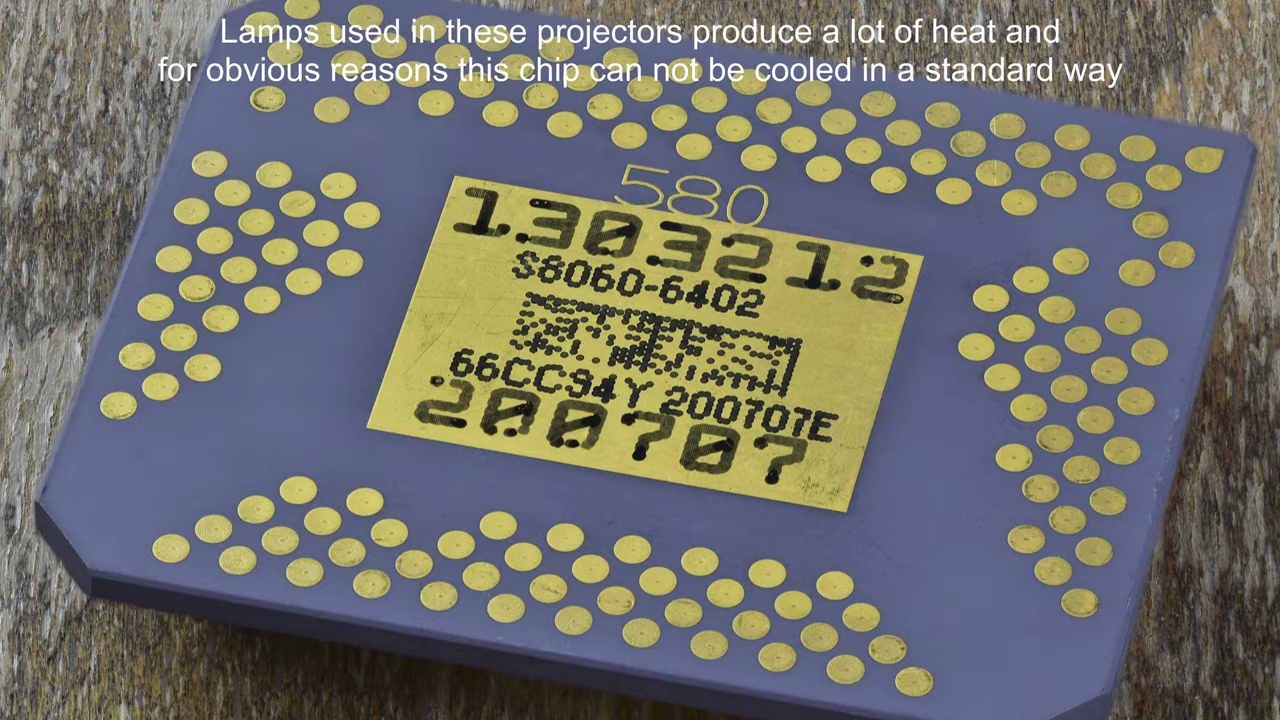 Lamps used in these projectors produce a lot of heat and
for obvious reasons this chip can not be cooled in a standard way
580
1303212
S8060-6402
66CC94Y 200707E
200707